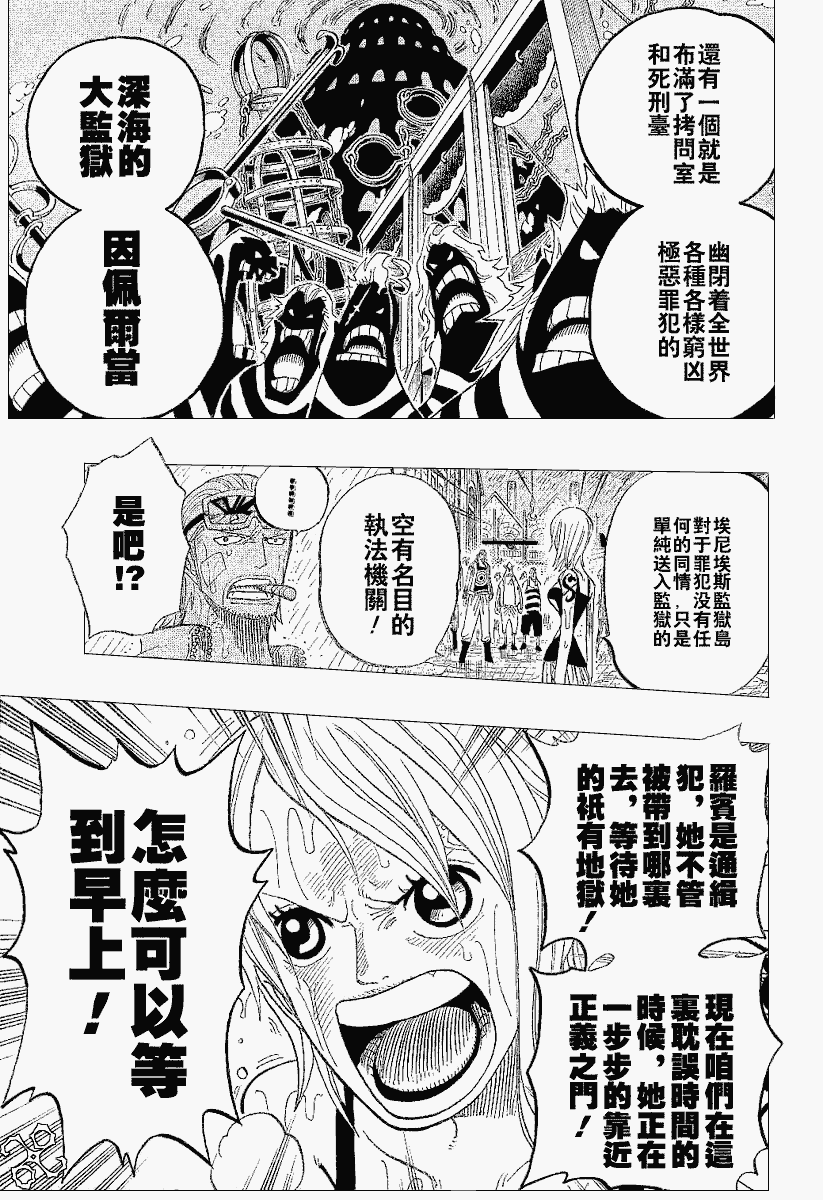 還有一個就是
布滿了拷問室
和死刑臺
幽閉着全世界
各種各樣窮凶
極惡罪犯的
深海的
大監獄
因佩爾當
埃尼埃斯監獄島
對于罪犯没有任
何的同情，只是
單純送入監獄的
空有名目的
執法機關！
是吧!?
羅賓是通緝
犯，她不管
被帶到哪裏
去，等待她
的祇有地獄！
現在咱們在這
裏耽誤時間的
時候，她正在
一步步的靠近
正義之門！
怎麼可以等
到早上！